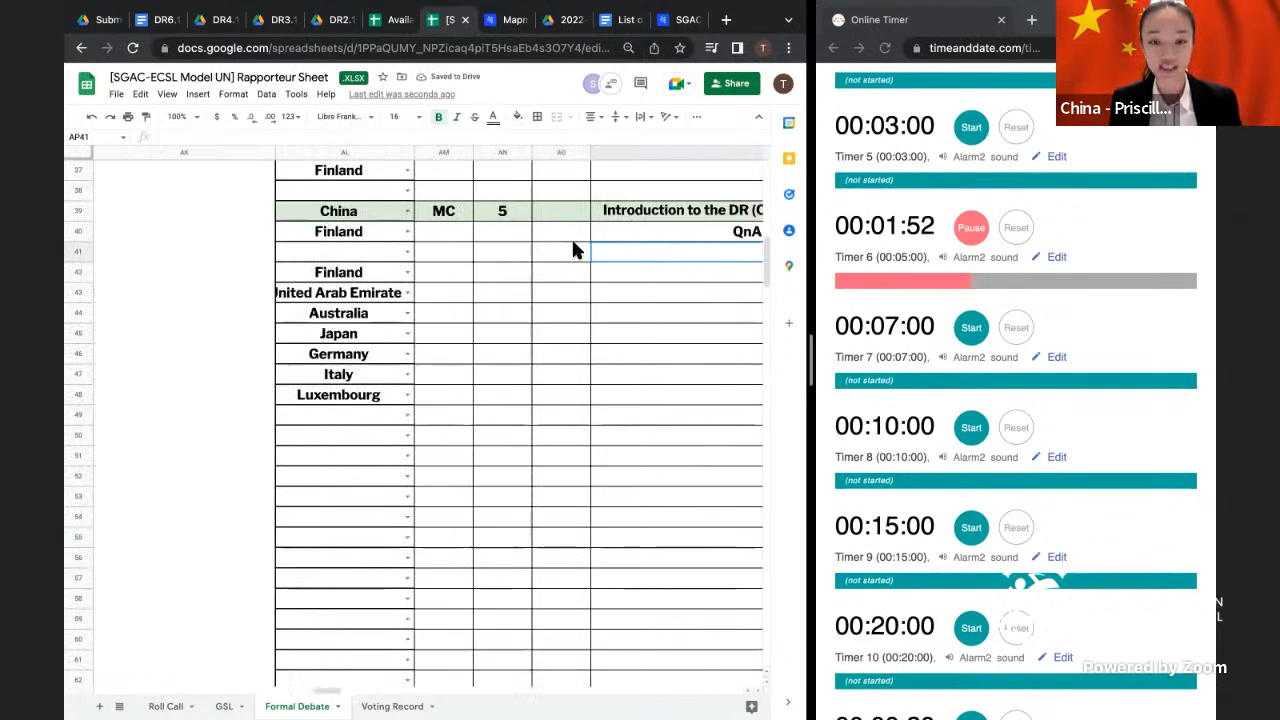 Subm
DR6.1
DR4.1
DR3.1
DR2.1
Availa
[S
Mapr
2022
List o
SGAC
docs.google.com/spreadsheets/d/1PPaQUMY_NPZicaq4piT5HsaEb4s3O7Y4/edi...
T
[SGAC-ECSL Model UN] Rapporteur Sheet
.XLSX
Saved to Drive
S
Share
T
File Edit View Insert Format Data Tools Help Last edit was seconds ago
100% $ % .0 .00 123 Libre Frank... 16 B I S A
AP41 fx
AK AL AM AN AO
37 Finland
38
39 China MC 5 Introduction to the DR (C
40 Finland QnA
41
42 Finland
43 United Arab Emirate
44 Australia
45 Japan
46 Germany
47 Italy
48 Luxembourg
49
50
51
52
53
54
55
56
57
58
59
60
61
62
Roll Call GSL Formal Debate Voting Record
Online Timer
timeanddate.com/ti...
(not started)
00:03:00 Start Reset
Timer 5 (00:03:00), Alarm2 sound Edit
(not started)
00:01:52 Pause Reset
Timer 6 (00:05:00), Alarm2 sound Edit
00:07:00 Start Reset
Timer 7 (00:07:00), Alarm2 sound Edit
(not started)
00:10:00 Start Reset
Timer 8 (00:10:00), Alarm2 sound Edit
(not started)
00:15:00 Start Reset
Timer 9 (00:15:00), Alarm2 sound Edit
(not started)
00:20:00 Start
Timer 10 (00:20:00), Alarm2 sound Edit
(not started)
China - Priscill...
N
L
Powered by Zoom